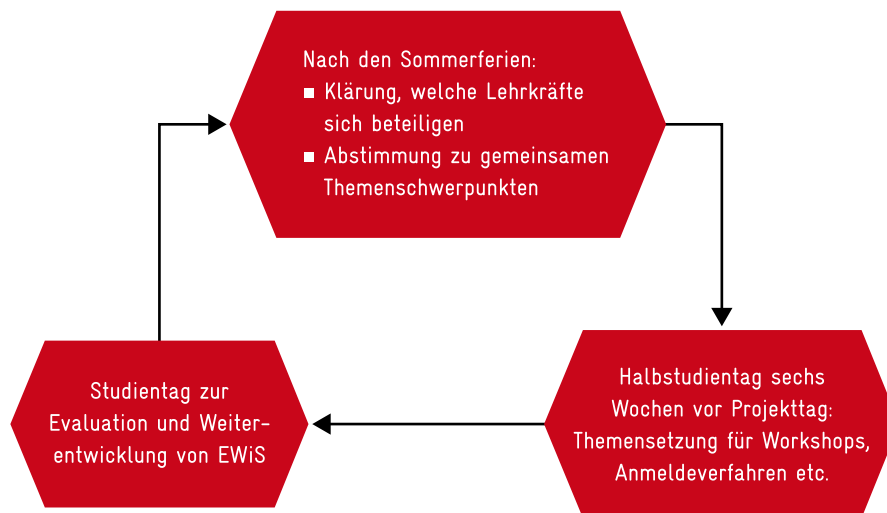 Nach den Sommerferien:
▪ Klärung, welche Lehrkräfte
sich beteiligen
▪ Abstimmung zu gemeinsamen
Themenschwerpunkten
Halbstudientag sechs
Wochen vor Projekttag:
Themensetzung für Workshops,
Anmeldeverfahren etc.
Studientag zur
Evaluation und Weiter-
entwicklung von EWiS